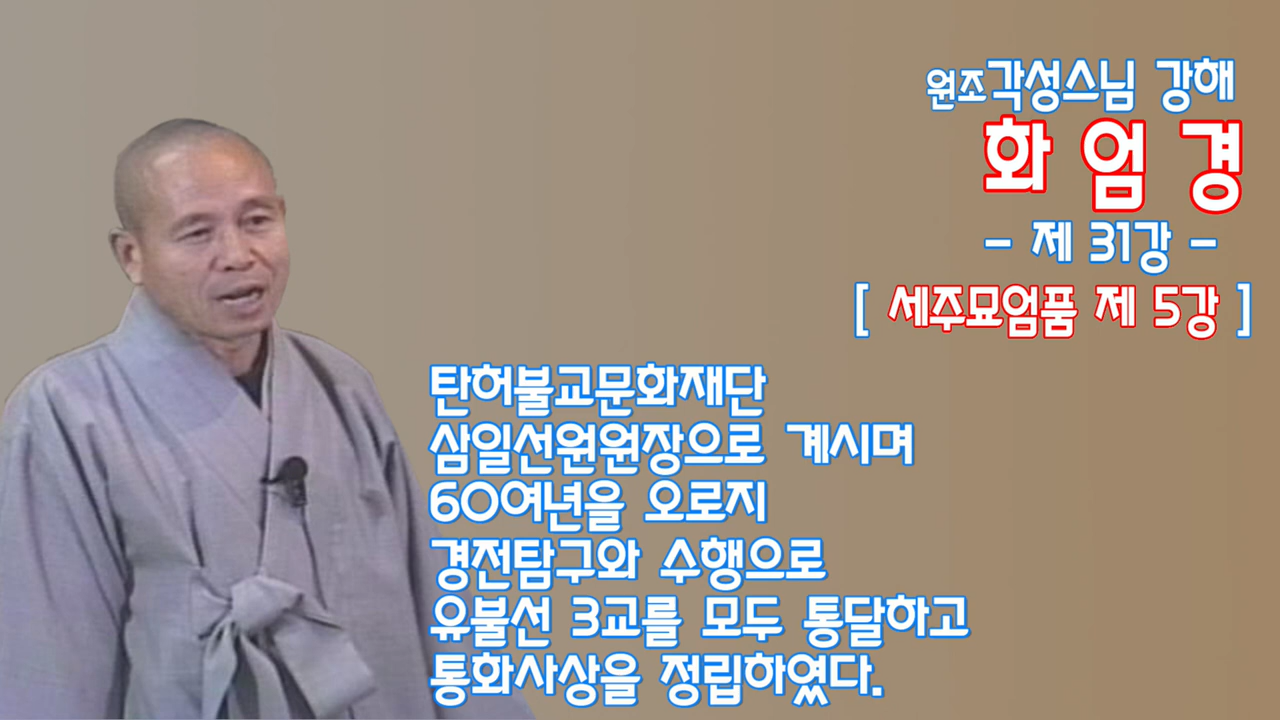 원조각성스님 강해
화 엄 경
- 제 31강 -
[ 세주묘엄품 제 5강 ]
탄허불교문화재단
삼일선원원장으로 계시며
60여년을 오로지
경전탐구와 수행으로
유불선 3교를 모두 통달하고
통화사상을 정립하였다.